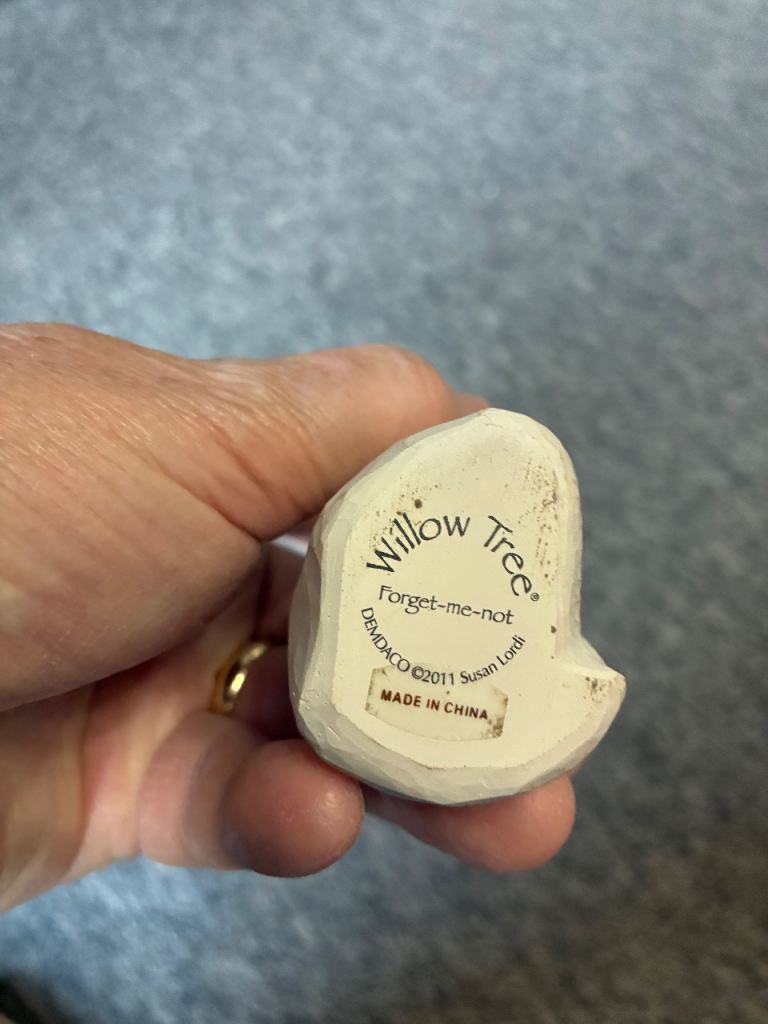 Willow Tree®
Forget-me-not
DEMDACO ©2011 Susan Lordi
MADE IN CHINA